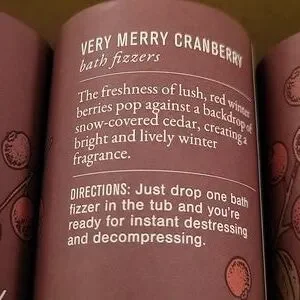 VERY MERRY CRANBERRY
bath fizzers
The freshness of lush, red winter
berries pop against a backdrop of
snow-covered cedar, creating a
bright and lively winter
fragrance.
DIRECTIONS: Just drop one bath
fizzer in the tub and you're
ready for instant destressing
and decompressing.